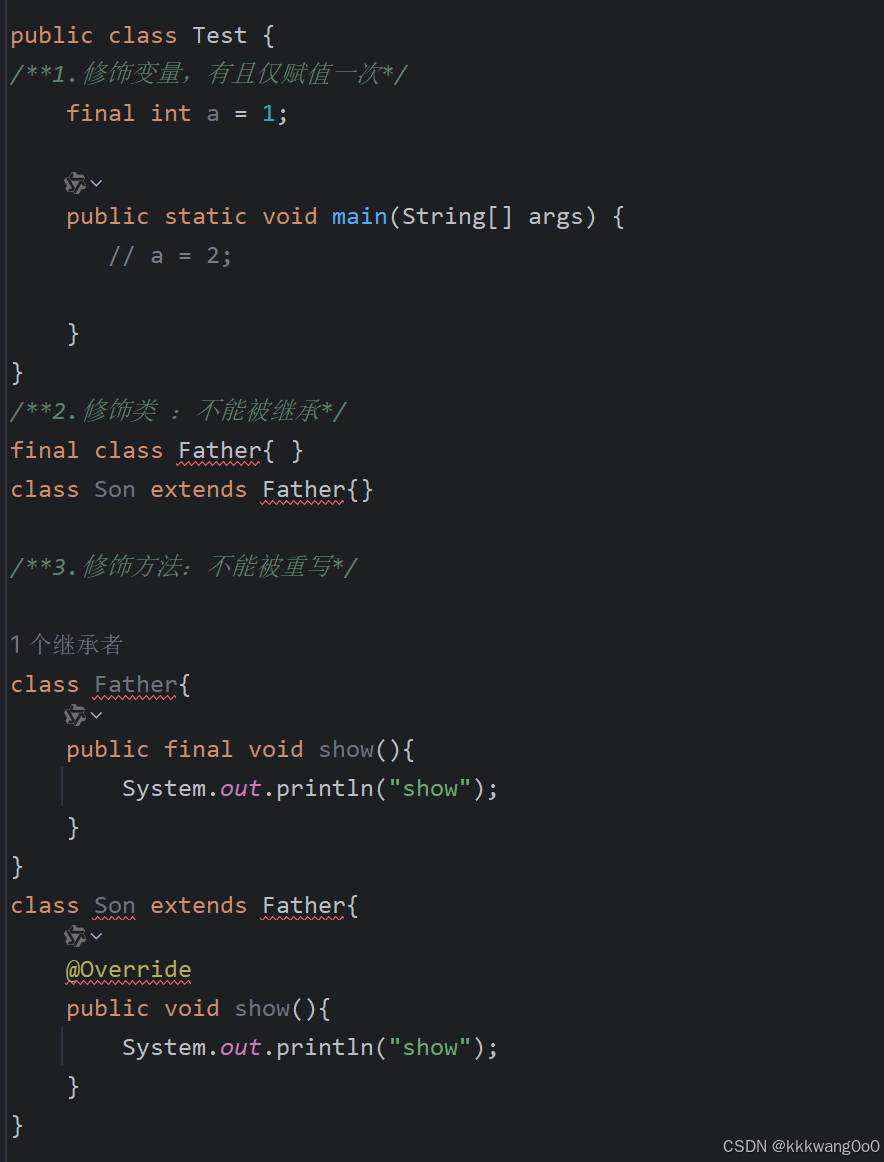 public class Test {
/**1.修饰变量，有且仅赋值一次*/
    final int a = 1;
    public static void main(String[] args) {
       // a = 2;
    }
}
/**2.修饰类 ：不能被继承*/
final class Father{ }
class Son extends Father{}
/**3.修饰方法：不能被重写*/
1 个继承者
class Father{
    public final void show(){
        System.out.println("show");
    }
}
class Son extends Father{
    @Override
    public void show(){
        System.out.println("show");
    }
}
CSDN @kkkwang0o0